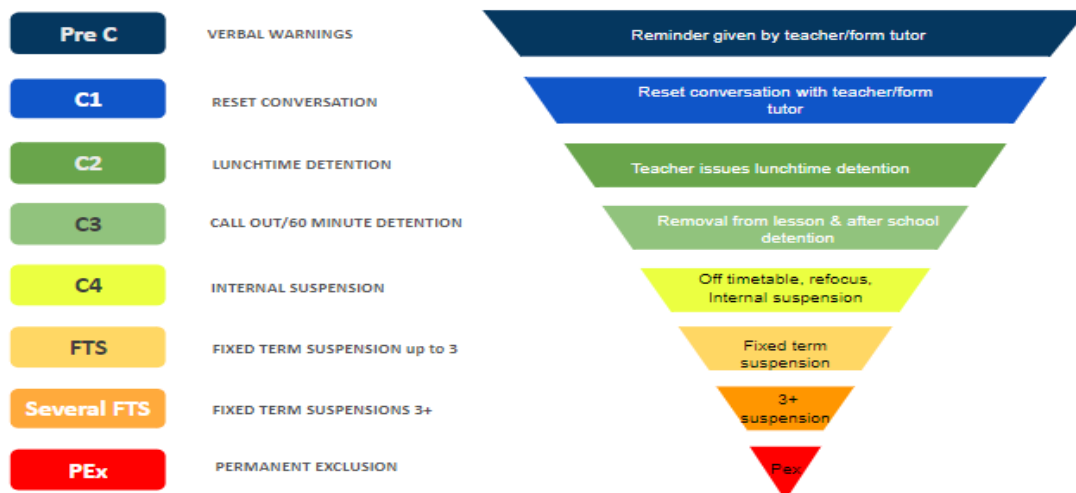 Pre C
VERBAL WARNINGS
Reminder given by teacher/form tutor
C1
RESET CONVERSATION
Reset conversation with teacher/form
tutor
C2
LUNCHTIME DETENTION
Teacher issues lunchtime detention
C3
CALL OUT/60 MINUTE DETENTION
Removal from lesson & after school
detention
C4
INTERNAL SUSPENSION
Off timetable, refocus,
Internal suspension
FTS
FIXED TERM SUSPENSION up to 3
Fixed term
suspension
Several FTS
FIXED TERM SUSPENSIONS 3+
3+
suspension
PEx
PERMANENT EXCLUSION
Pex